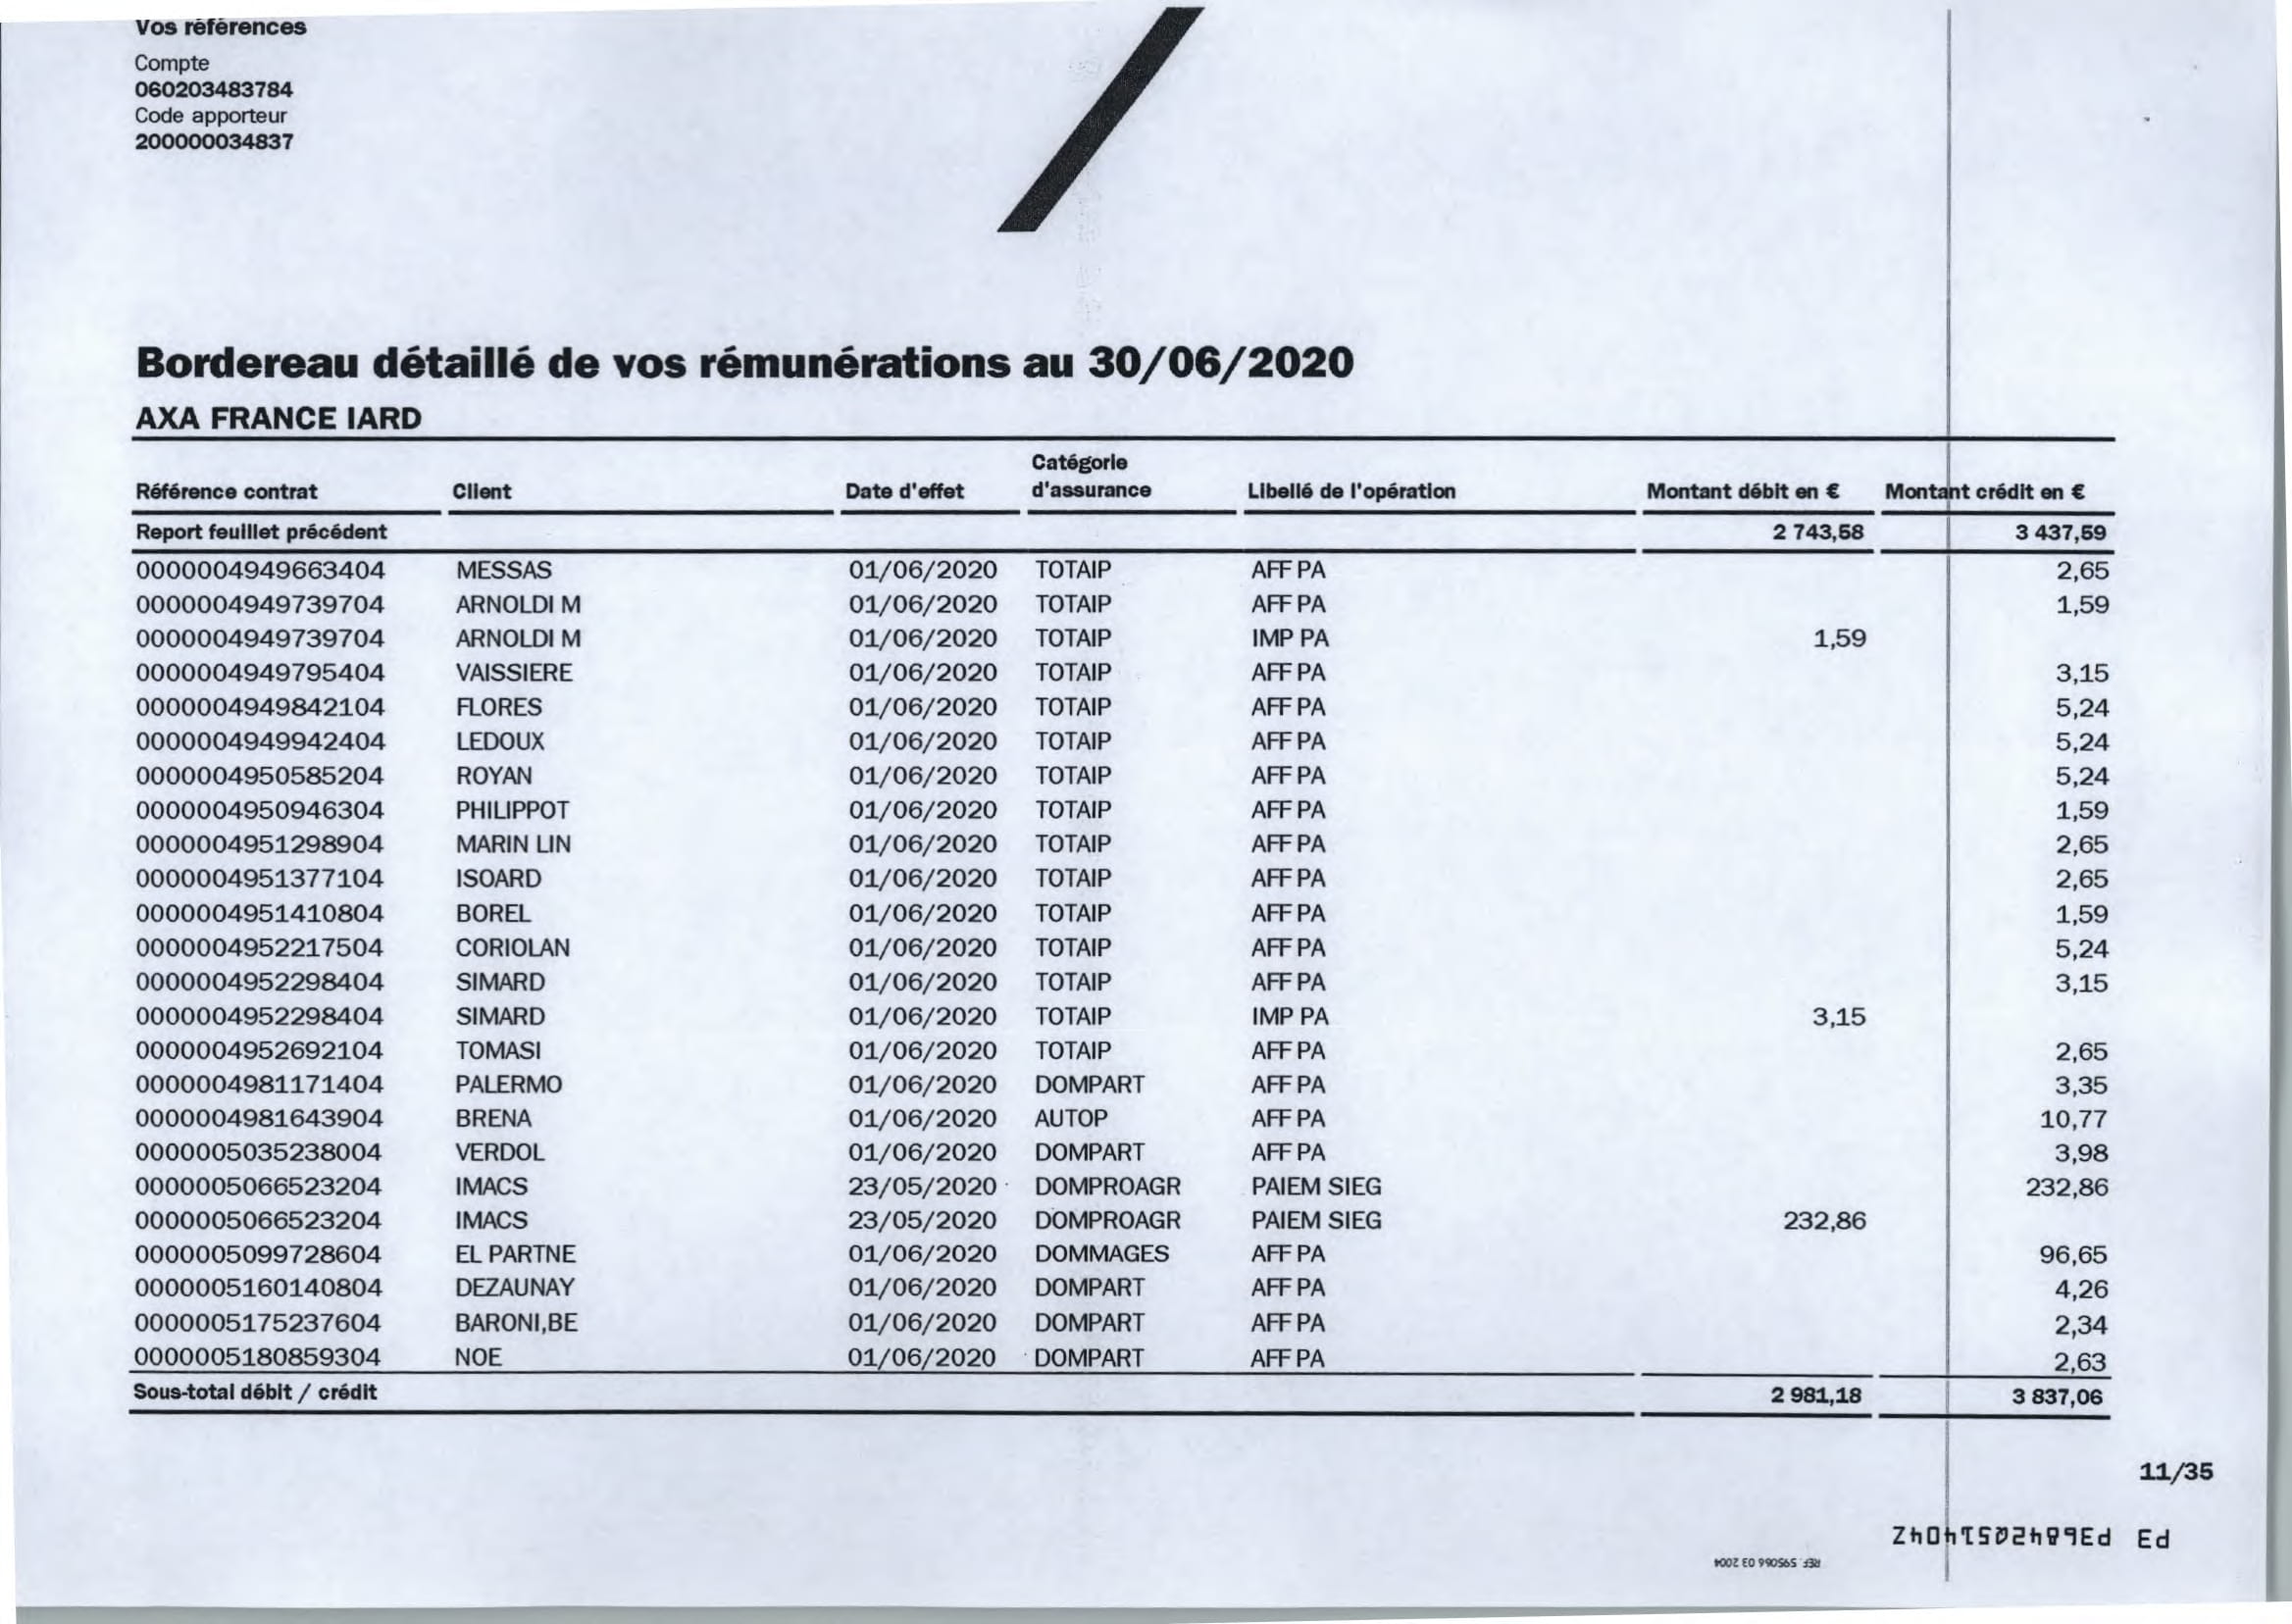 Vos références
Compte
060203483784
Code apporteur
200000034837
Bordereau détaillé de vos rémunérations au 30/06/2020
AXA FRANCE IARD
Référence contrat Client Date d'effet Catégorie d'assurance Libellé de l'opération Montant débit en € Montant crédit en €
Report feuillet précédent 2 743,58 3 437,59
0000004949663404 MESSAS 01/06/2020 TOTAIP AFF PA 2,65
0000004949739704 ARNOLDI M 01/06/2020 TOTAIP AFF PA 1,59
0000004949739704 ARNOLDI M 01/06/2020 TOTAIP IMP PA 1,59
0000004949795404 VAISSIERE 01/06/2020 TOTAIP AFF PA 3,15
0000004949842104 FLORES 01/06/2020 TOTAIP AFF PA 5,24
0000004949942404 LEDOUX 01/06/2020 TOTAIP AFF PA 5,24
0000004950585204 ROYAN 01/06/2020 TOTAIP AFF PA 5,24
0000004950946304 PHILIPPOT 01/06/2020 TOTAIP AFF PA 1,59
0000004951298904 MARIN LIN 01/06/2020 TOTAIP AFF PA 2,65
0000004951377104 ISOARD 01/06/2020 TOTAIP AFF PA 2,65
0000004951410804 BOREL 01/06/2020 TOTAIP AFF PA 1,59
0000004952217504 CORIOLAN 01/06/2020 TOTAIP AFF PA 5,24
0000004952298404 SIMARD 01/06/2020 TOTAIP AFF PA 3,15
0000004952298404 SIMARD 01/06/2020 TOTAIP IMP PA 3,15
0000004952692104 TOMASI 01/06/2020 TOTAIP AFF PA 2,65
0000004981171404 PALERMO 01/06/2020 DOMPART AFF PA 3,35
0000004981643904 BRENA 01/06/2020 AUTOP AFF PA 10,77
0000005035238004 VERDOL 01/06/2020 DOMPART AFF PA 3,98
0000005066523204 IMACS 23/05/2020 DOMPROAGR PAIEM SIEG 232,86
0000005066523204 IMACS 23/05/2020 DOMPROAGR PAIEM SIEG 232,86
0000005099728604 EL PARTNE 01/06/2020 DOMMAGES AFF PA 96,65
0000005160140804 DEZAUNAY 01/06/2020 DOMPART AFF PA 4,26
0000005175237604 BARONI,BE 01/06/2020 DOMPART AFF PA 2,34
0000005180859304 NOE 01/06/2020 DOMPART AFF PA 2,63
Sous-total débit / crédit 2 981,18 3 837,06
11/35
REF. 595066 03 2004